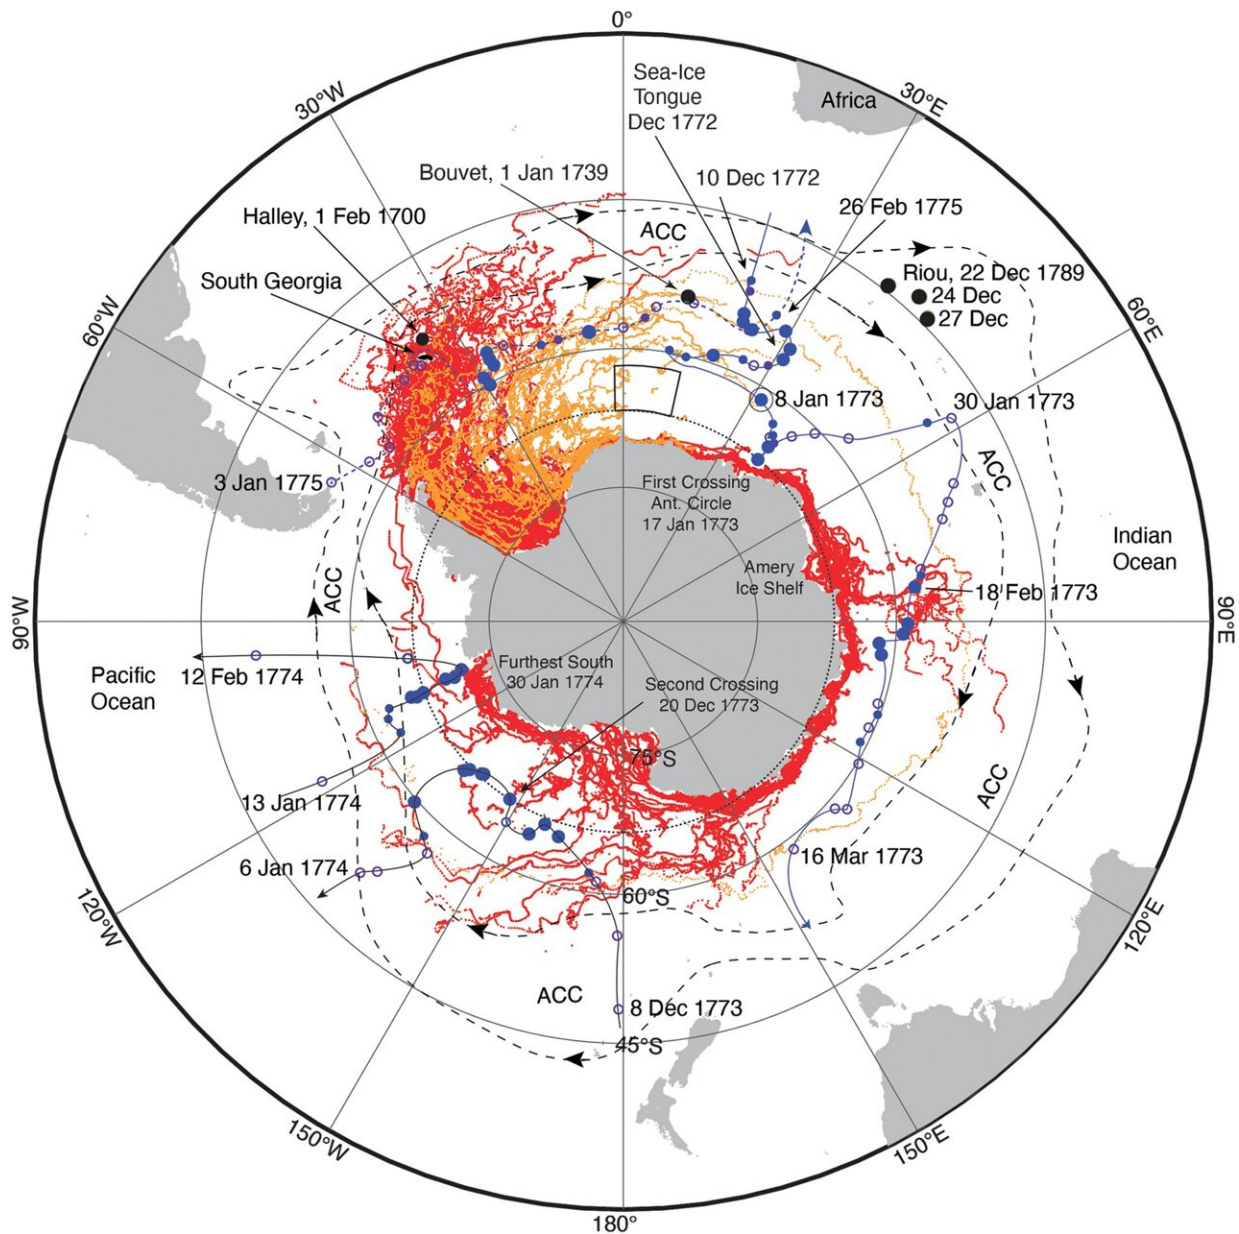 0°
Sea-Ice
Tongue
Dec 1772
30°W
Africa
30°E
Bouvet, 1 Jan 1739
10 Dec 1772
26 Feb 1775
Halley, 1 Feb 1700
ACC
South Georgia
Riou, 22 Dec 1789
24 Dec
27 Dec
60°W
60°E
8 Jan 1773
30 Jan 1773
ACC
3 Jan 1775
First Crossing
Ant. Circle
17 Jan 1773
Indian
Ocean
Amery
Ice Shelf
ACC
18 Feb 1773
90°W
90°E
Pacific
Ocean
12 Feb 1774
Furthest South
30 Jan 1774
Second Crossing
20 Dec 1773
75°S
ACC
13 Jan 1774
6 Jan 1774
16 Mar 1773
60°S
120°W
120°E
ACC
8 Dec 1773
45°S
150°W
150°E
180°